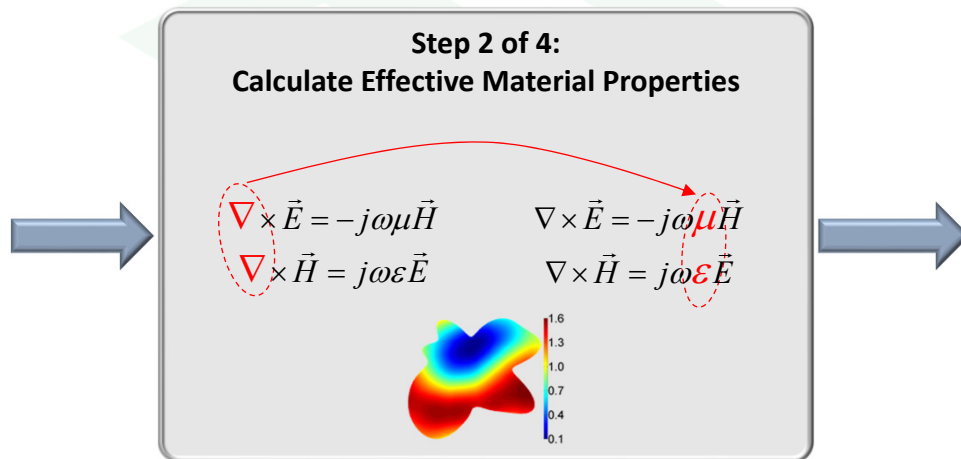 Step 2 of 4:
Calculate Effective Material Properties
∇ × E⃗ = −jωμH⃗
∇ × H⃗ = jωεE⃗
∇ × E⃗ = −jωμH⃗
∇ × H⃗ = jωεE⃗
1.6
1.3
1.0
0.7
0.4
0.1